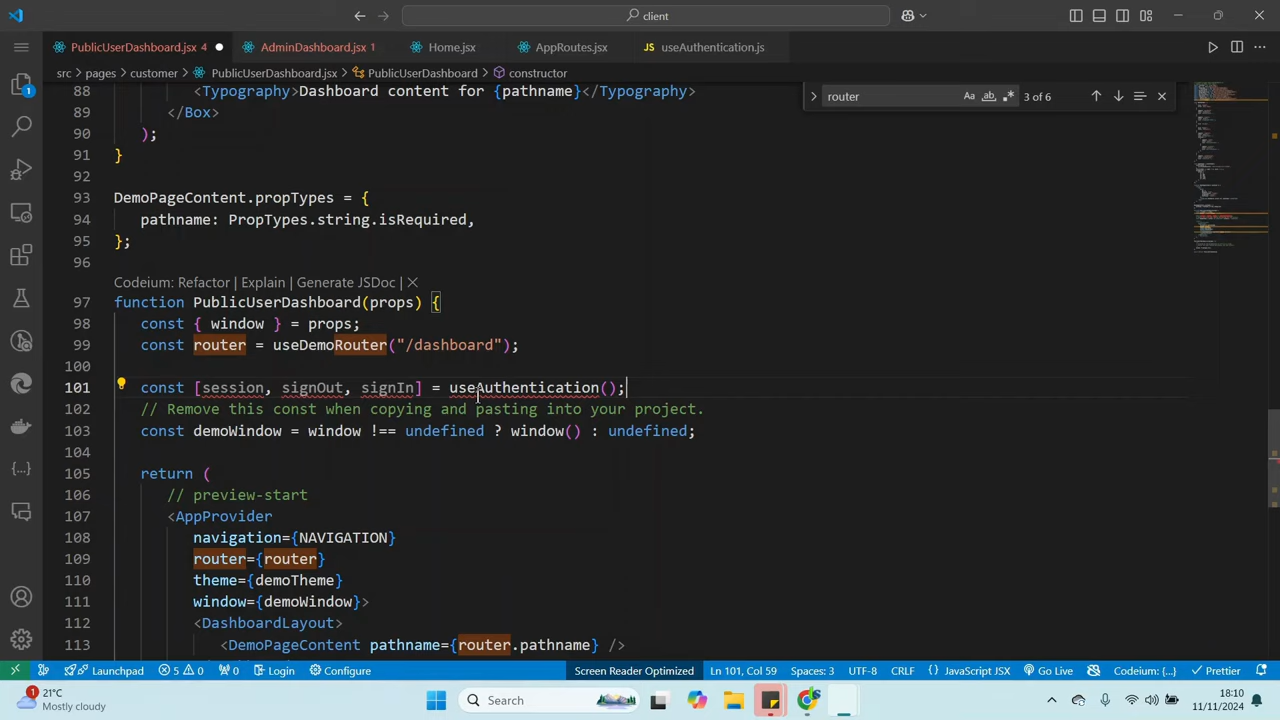 client
PublicUserDashboard.jsx 4
AdminDashboard.jsx 1
Home.jsx
AppRoutes.jsx
JS useAuthentication.js
src > pages > customer > PublicUserDashboard.jsx > PublicUserDashboard > constructor
router
Aa ab .* 3 of 6
88 <Typography>Dashboard content for {pathname}</Typography>
89 </Box>
90 );
91 }
92
93 DemoPageContent.propTypes = {
94 pathname: PropTypes.string.isRequired,
95 };
96
Codeium: Refactor | Explain | Generate JSDoc | ×
97 function PublicUserDashboard(props) {
98 const { window } = props;
99 const router = useDemoRouter("/dashboard");
100
101 const [session, signOut, signIn] = useAuthentication();
102 // Remove this const when copying and pasting into your project.
103 const demoWindow = window !== undefined ? window() : undefined;
104
105 return (
106 // preview-start
107 <AppProvider
108 navigation={NAVIGATION}
109 router={router}
110 theme={demoTheme}
111 window={demoWindow}>
112 <DashboardLayout>
113 <DemoPageContent pathname={router.pathname} />
1
Launchpad
5 0
0
Login
Configure
Screen Reader Optimized
Ln 101, Col 59
Spaces: 3
UTF-8
CRLF
{} JavaScript JSX
Go Live
Codeium: {...}
Prettier
1
21°C
Mostly cloudy
Search
18:10
11/11/2024